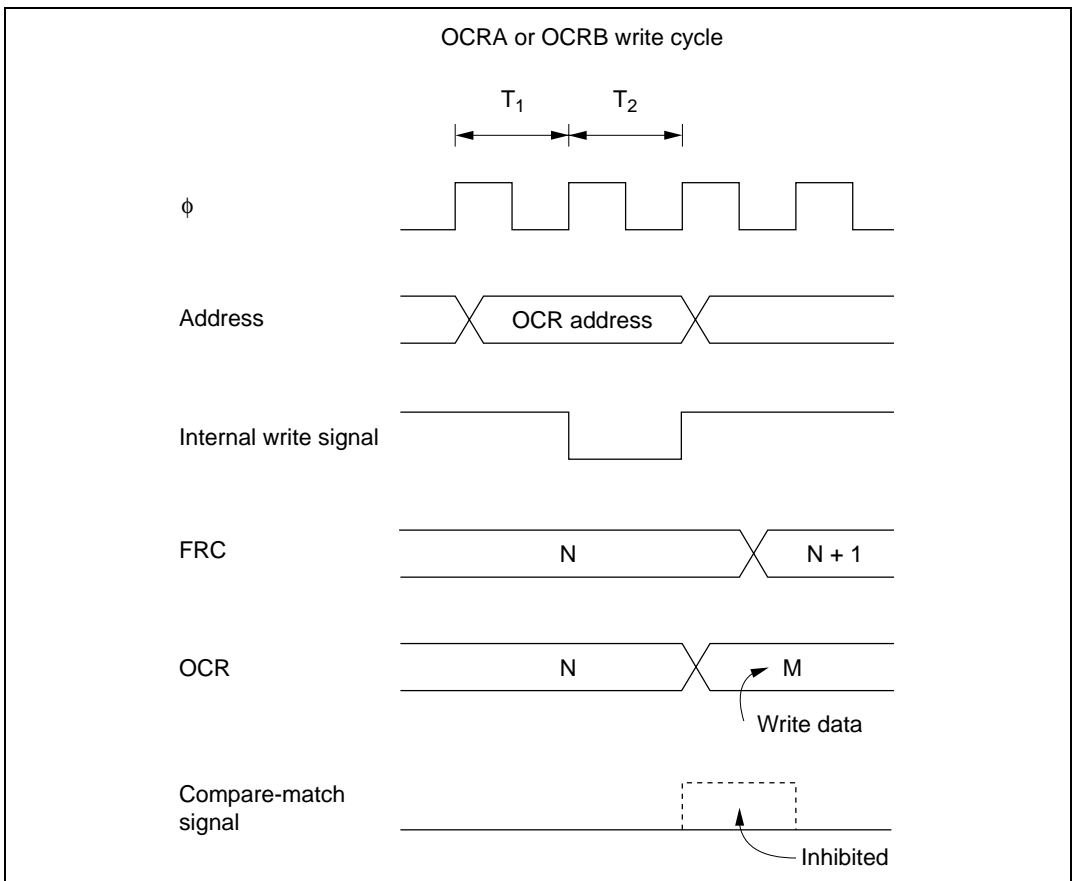 OCRA or OCRB write cycle
T1 T2
ϕ
Address
OCR address
Internal write signal
FRC
N
N + 1
OCR
N
M
Write data
Compare-match
signal
Inhibited